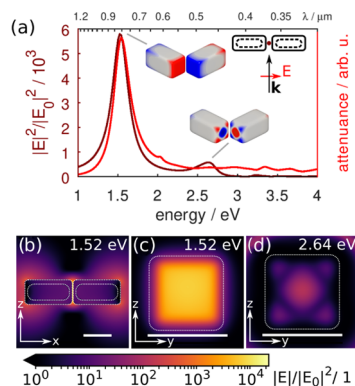 1.2 0.9 0.7 0.6 0.5 0.4 0.35 λ / μm
(a)
|E|²/|E₀|² / 10³
6
5
4
3
2
1
0
E
k
attenuance / arb. u.
1 1.5 2 2.5 3 3.5 4
energy / eV
(b) 1.52 eV
z
x
(c) 1.52 eV
z
y
(d) 2.64 eV
z
y
10⁰ 10¹ 10² 10³ 10⁴ |E|/|E₀|² / 1